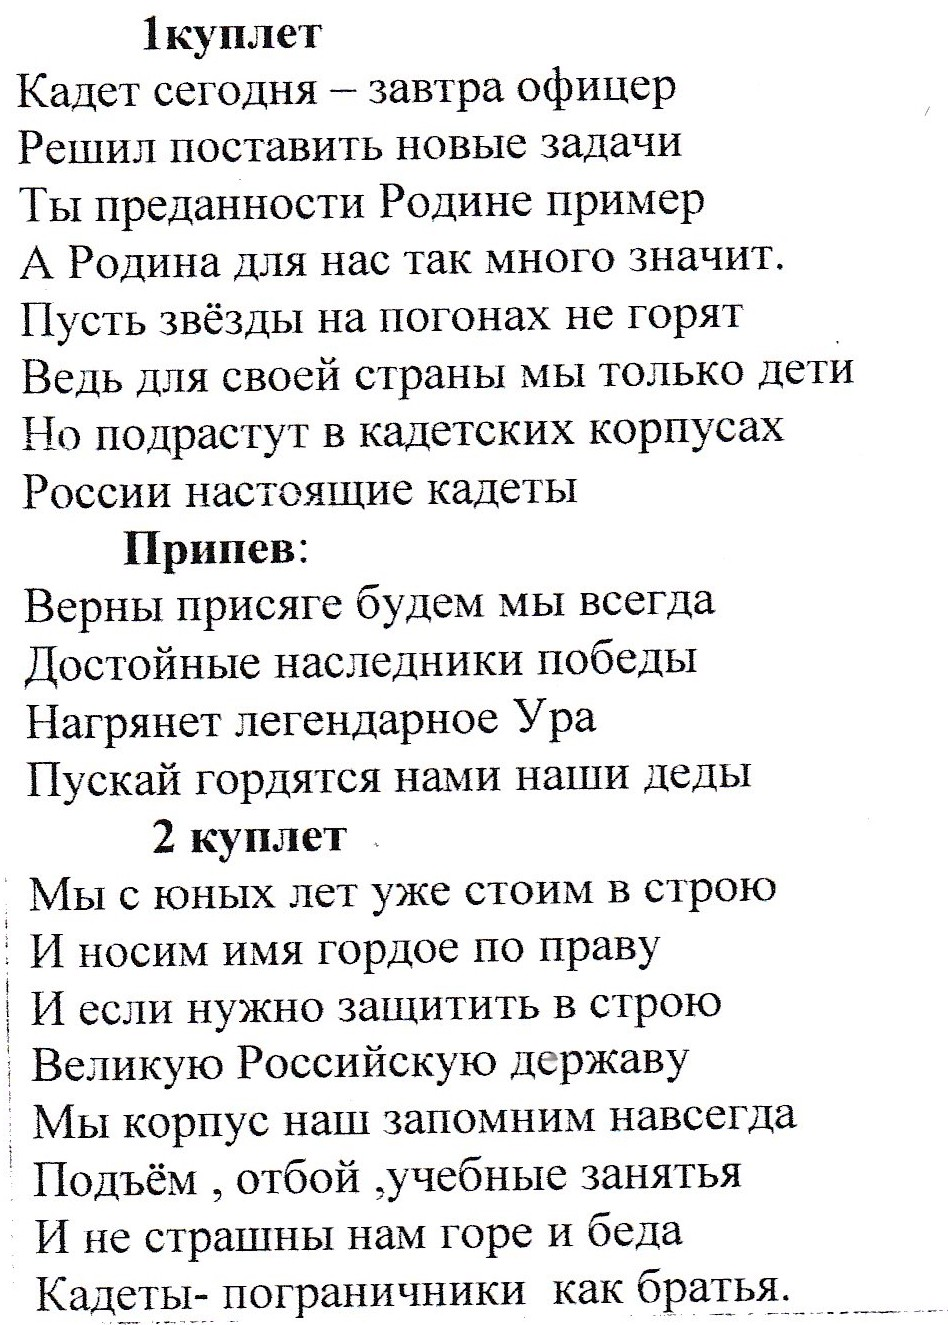 1куплет
Кадет сегодня – завтра офицер
Решил поставить новые задачи
Ты преданности Родине пример
А Родина для нас так много значит.
Пусть звёзды на погонах не горят
Ведь для своей страны мы только дети
Но подрастут в кадетских корпусах
России настоящие кадеты
Припев:
Верны присяге будем мы всегда
Достойные наследники победы
Нагрянет легендарное Ура
Пускай гордятся нами наши деды
2 куплет
Мы с юных лет уже стоим в строю
И носим имя гордое по праву
И если нужно защитить в строю
Великую Российскую державу
Мы корпус наш запомним навсегда
Подъём , отбой ,учебные занятья
И не страшны нам горе и беда
Кадеты- пограничники как братья.